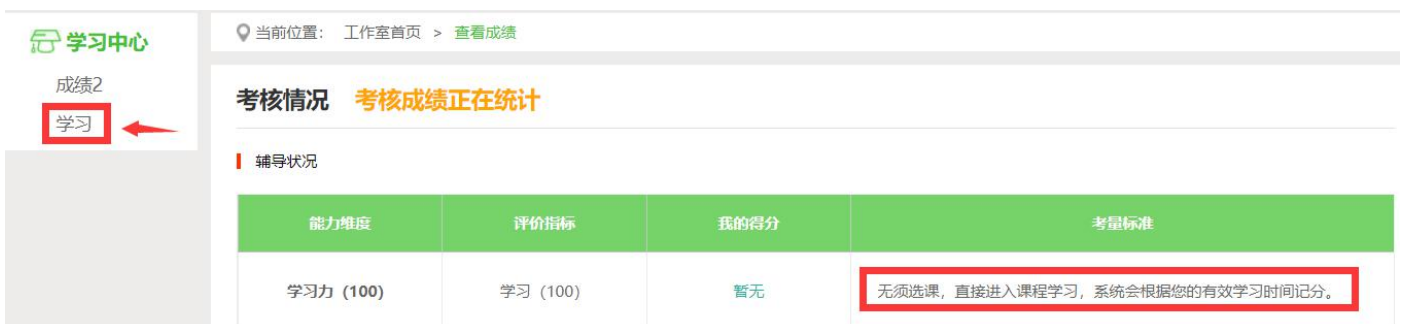 学习中心
成绩2
学习
当前位置： 工作室首页 > 查看成绩
考核情况 考核成绩正在统计
辅导状况
能力维度 评价指标 我的得分 考量标准
学习力（100） 学习（100） 暂无 无须选课，直接进入课程学习，系统会根据您的有效学习时间记分。